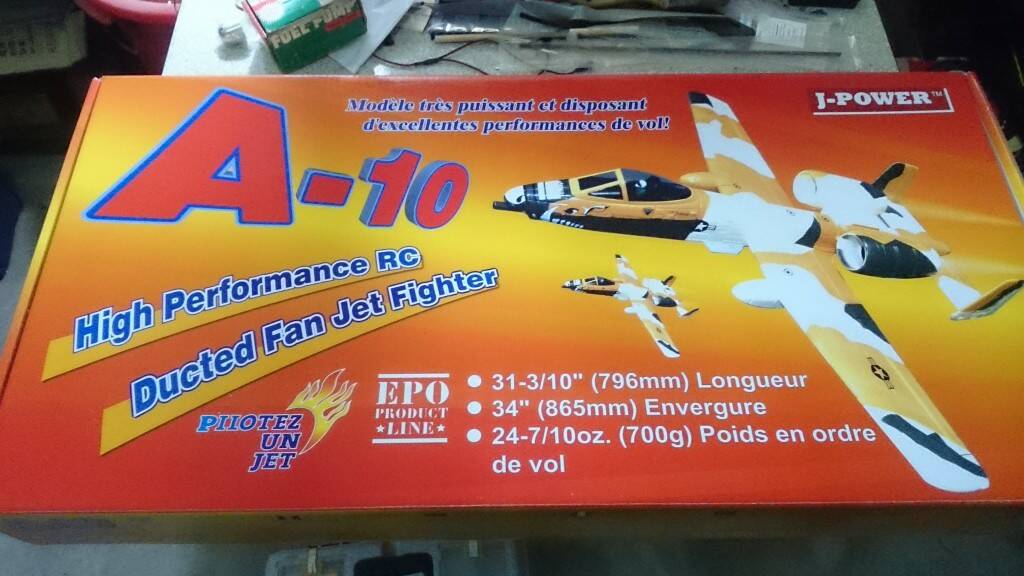 FUEL PUMP
Modèle très puissant et disposant
d'excellentes performances de vol!
J-POWER™
A-10
High Performance RC
Ducted Fan Jet Fighter
PIIOTEZ
UN
JET
EPO
PRODUCT
★LINE★
• 31-3/10" (796mm) Longueur
• 34" (865mm) Envergure
• 24-7/10oz. (700g) Poids en ordre
de vol